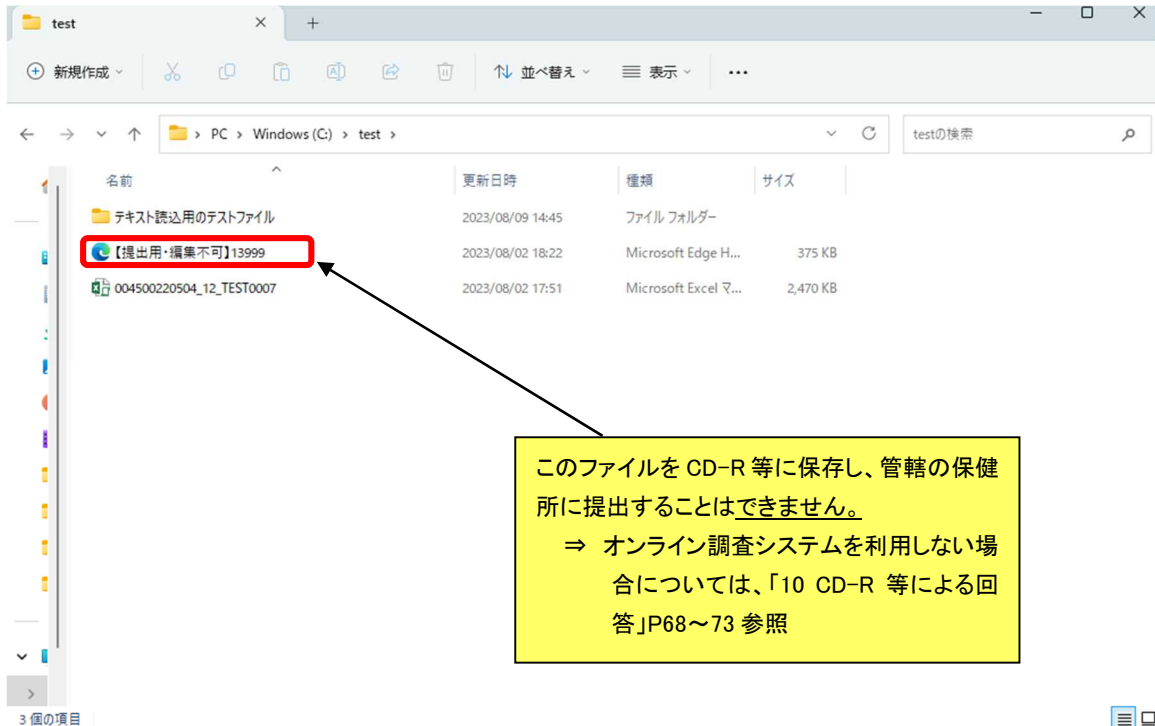 test
新規作成
並べ替え
表示
PC > Windows (C:) > test >
testの検索
名前 更新日時 種類 サイズ
テキスト読込用のテストファイル 2023/08/09 14:45 ファイル フォルダー
【提出用・編集不可】13999 2023/08/02 18:22 Microsoft Edge H... 375 KB
004500220504_12_TEST0007 2023/08/02 17:51 Microsoft Excel マ... 2,470 KB
このファイルを CD-R 等に保存し、管轄の保健
所に提出することはできません。
⇒ オンライン調査システムを利用しない場
合については、「10 CD-R 等による回
答」P68～73 参照
3 個の項目